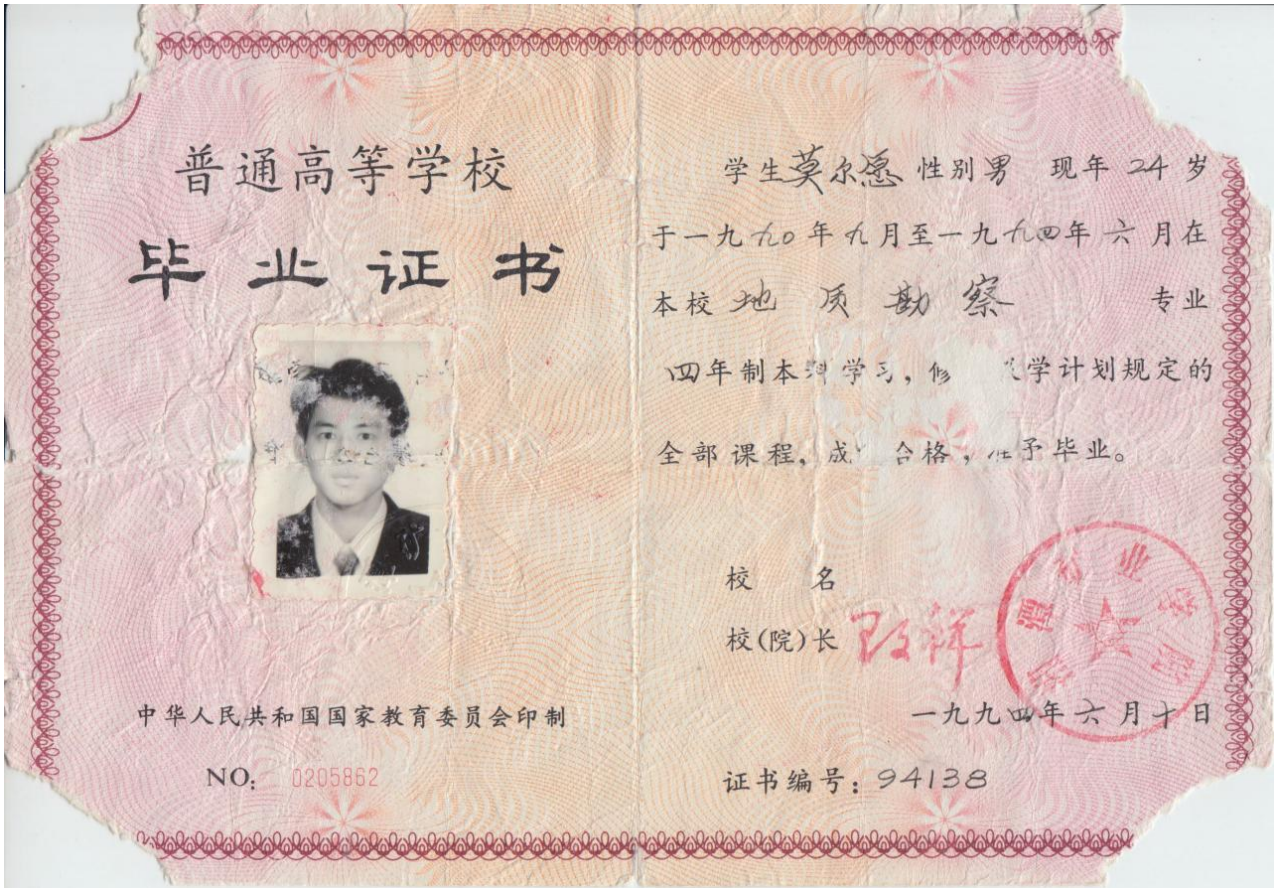 普通高等学校
毕业证书
中华人民共和国国家教育委员会印制
NO: 0205862
学生莫尔 性别男 现年24岁
于一九九0年九月至一九九四年六月在
本校地质勘察 专业
四年制本科学习，修 学计划规定的
全部课程，成 合格，准予毕业。
校 名
校(院)长
一九九四年六月十日
证书编号：94138